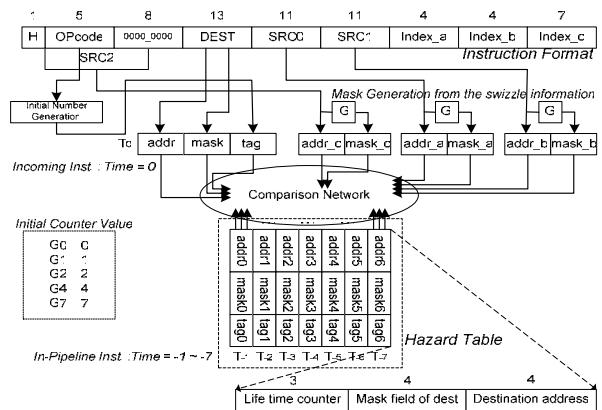 1 5 8 13 11 11 4 4 7
H OPcode 0000_0000 DEST SRC0 SRC1 Index_a Index_b Index_c
SRC2
Instruction Format
Mask Generation from the swizzle information
Initial Number
Generation
G G G
To addr mask tag addr_c mask_c addr_a mask_a addr_b mask_b
Incoming Inst : Time = 0
Comparison Network
Initial Counter Value
G0 0
G1 1
G2 2
G4 4
G7 7
... ... ...
addr0 addr1 addr2 addr3 addr4 addr5 addr6
mask0 mask1 mask2 mask3 mask4 mask5 mask6
tag0 tag1 tag2 tag3 tag4 tag5 tag6
Hazard Table
In-Pipeline Inst : Time = -1 ~ -7 T-1 T-2 T-3 T-4 T-5 T-6 T-7
3 4 4
Life time counter Mask field of dest Destination address